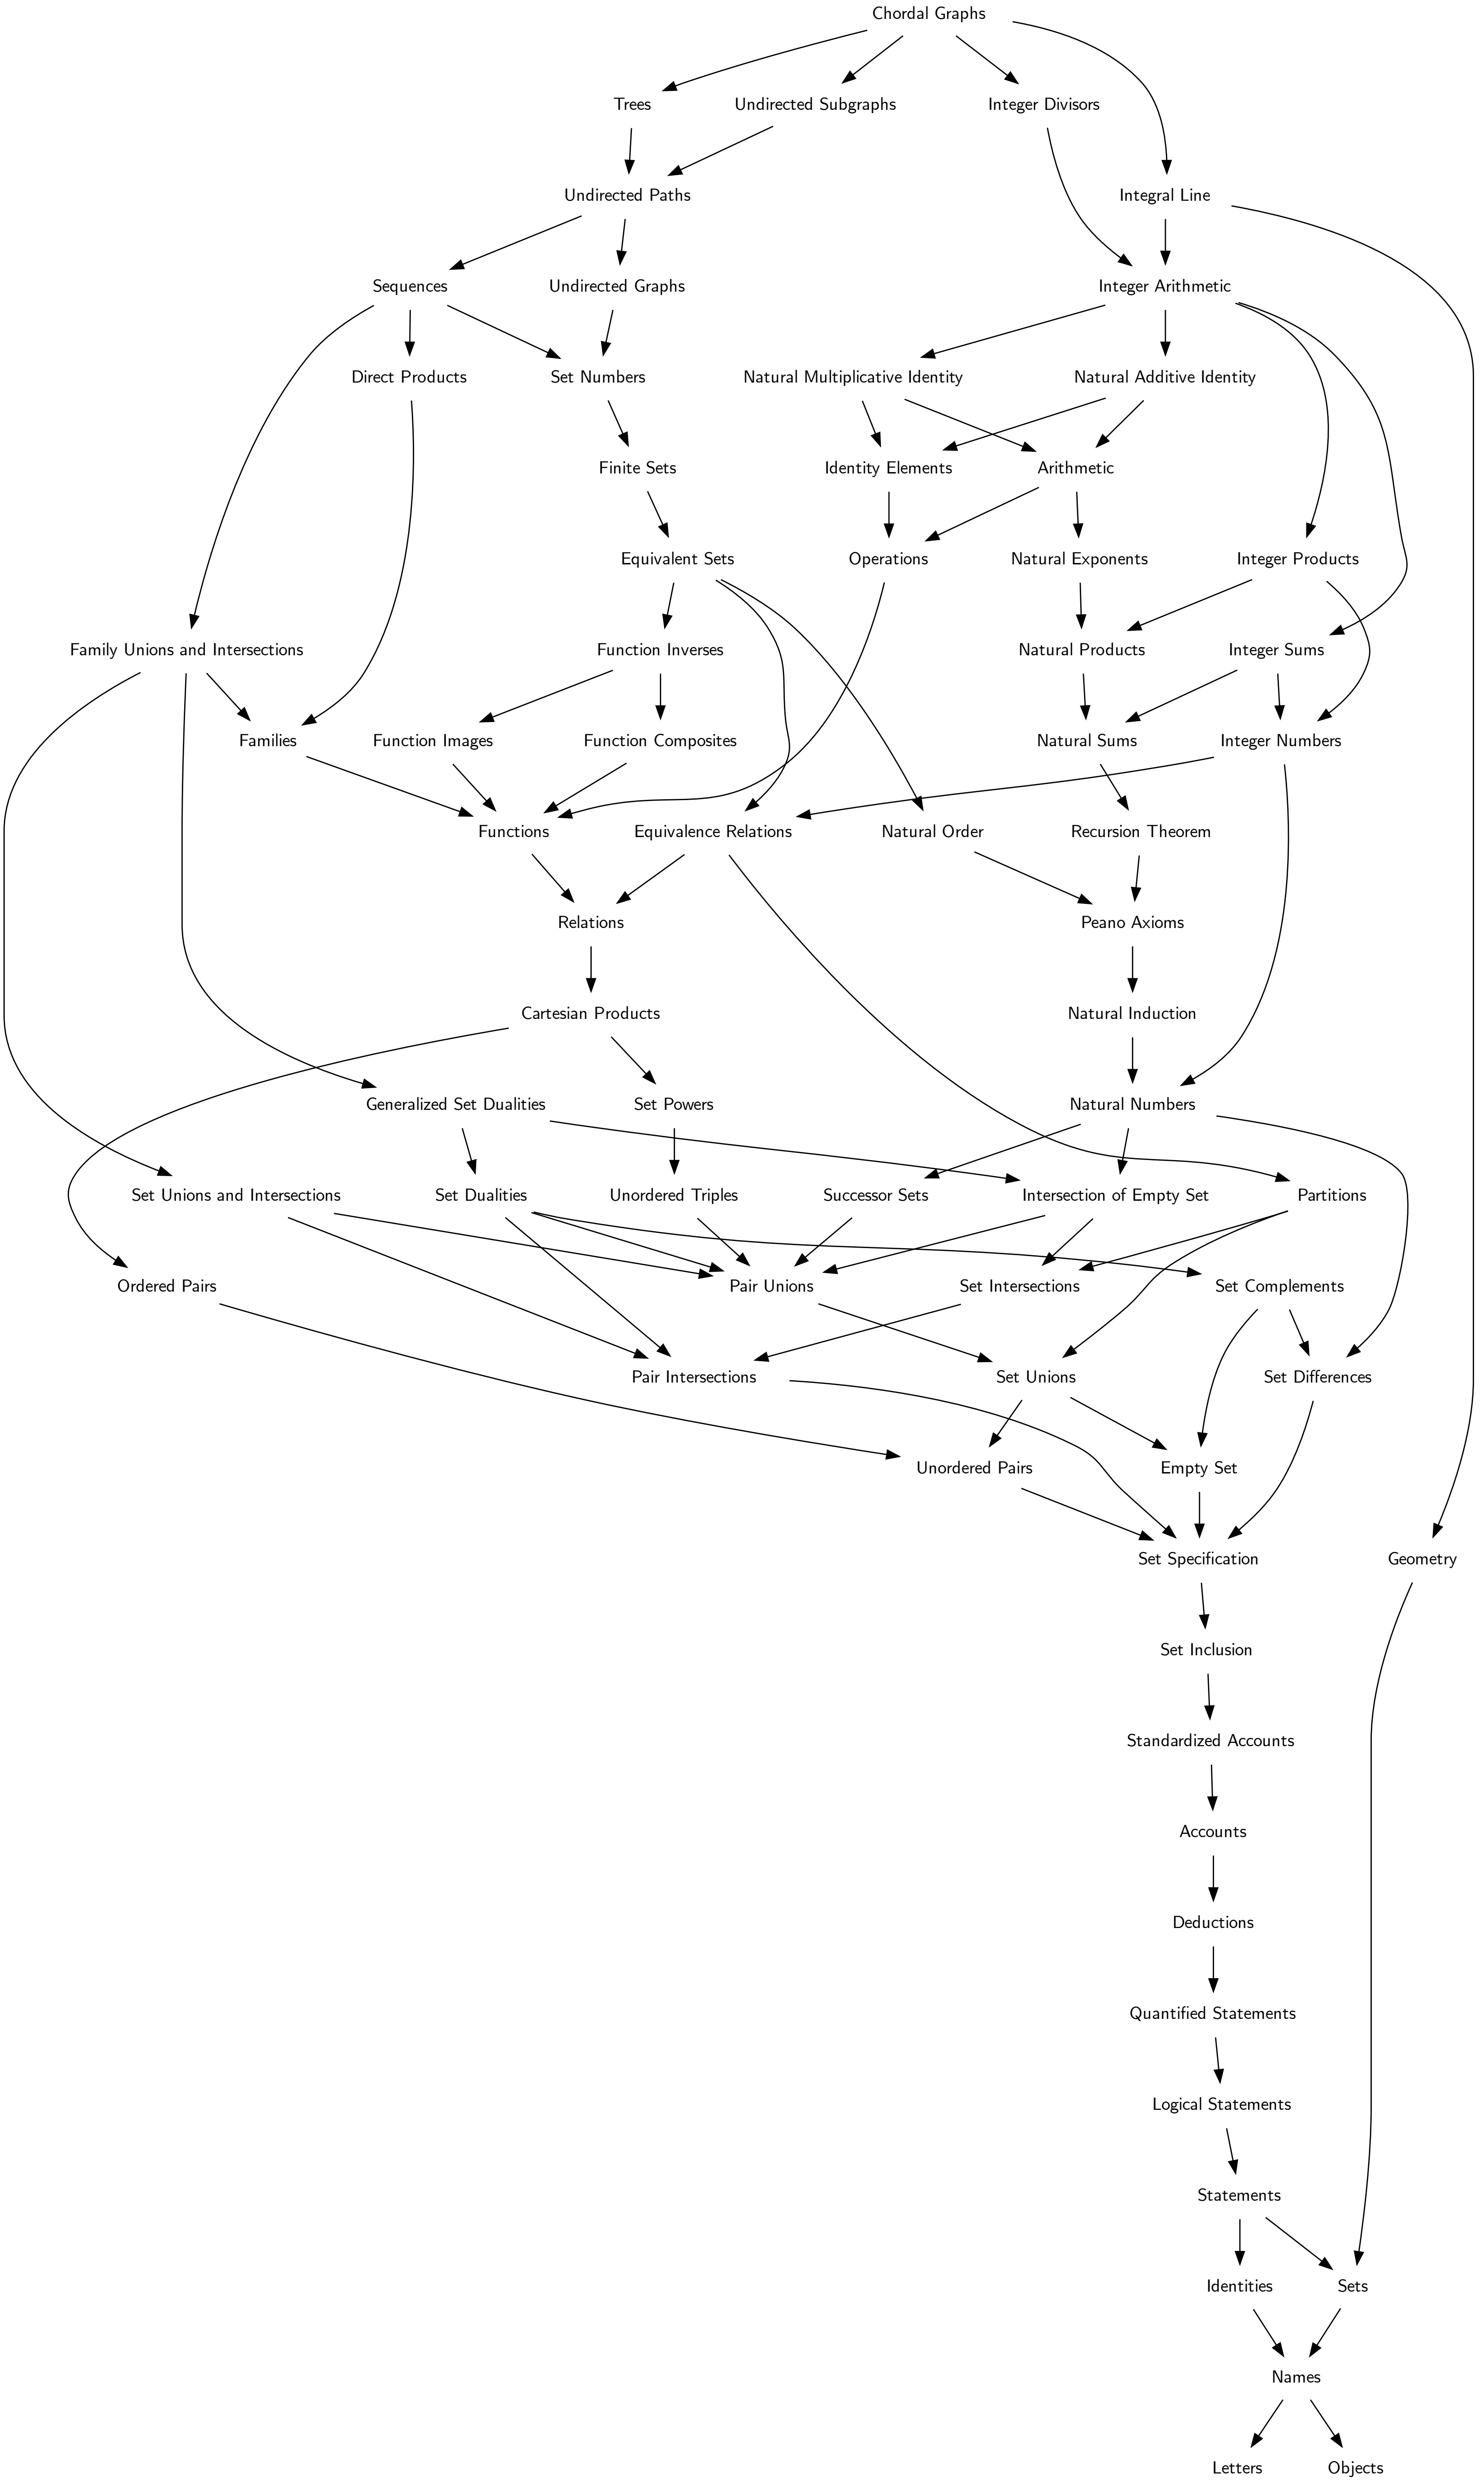 Chordal Graphs
Trees
Undirected Subgraphs
Integer Divisors
Undirected Paths
Integral Line
Sequences
Undirected Graphs
Integer Arithmetic
Direct Products
Set Numbers
Natural Multiplicative Identity
Natural Additive Identity
Finite Sets
Identity Elements
Arithmetic
Equivalent Sets
Operations
Natural Exponents
Integer Products
Family Unions and Intersections
Function Inverses
Natural Products
Integer Sums
Families
Function Images
Function Composites
Natural Sums
Integer Numbers
Functions
Equivalence Relations
Natural Order
Recursion Theorem
Relations
Peano Axioms
Cartesian Products
Natural Induction
Generalized Set Dualities
Set Powers
Natural Numbers
Set Unions and Intersections
Set Dualities
Unordered Triples
Successor Sets
Intersection of Empty Set
Partitions
Ordered Pairs
Pair Unions
Set Intersections
Set Complements
Pair Intersections
Set Unions
Set Differences
Unordered Pairs
Empty Set
Set Specification
Geometry
Set Inclusion
Standardized Accounts
Accounts
Deductions
Quantified Statements
Logical Statements
Statements
Identities
Sets
Names
Letters
Objects